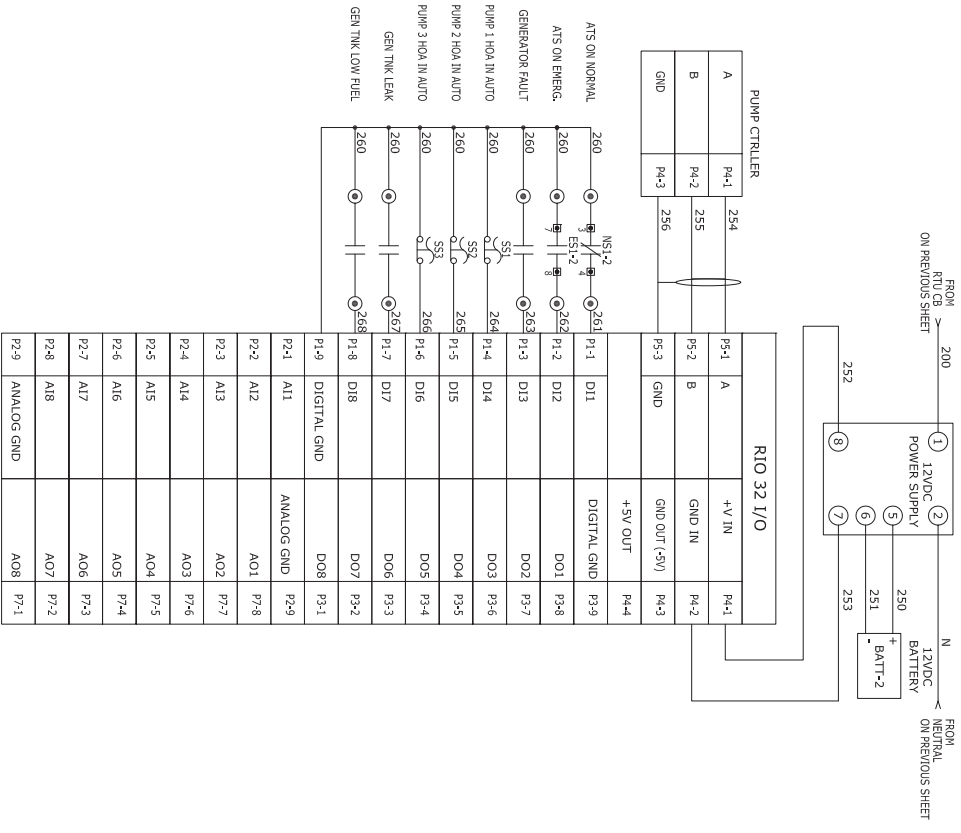 FROM
RTU CB
ON PREVIOUS SHEET
200
1
12VDC
POWER SUPPLY
2
N
FROM
NEUTRAL
ON PREVIOUS SHEET
8
7
6
5
252
253
251
250
12VDC
BATTERY
+
BATT-2
-
PUMP CTRLLER
A P4-1 254
B P4-2 255
GND P4-3 256
RIO 32 I/O
P5-1 A +V IN P4-1
P5-2 B GND IN P4-2
P5-3 GND GND OUT (-5V) P4-3
+5V OUT P4-4
P1-1 DI1 DIGITAL GND P3-9
P1-2 DI2 DO1 P3-8
P1-3 DI3 DO2 P3-7
P1-4 DI4 DO3 P3-6
P1-5 DI5 DO4 P3-5
P1-6 DI6 DO5 P3-4
P1-7 DI7 DO6 P3-3
P1-8 DI8 DO7 P3-2
P1-9 DIGITAL GND DO8 P3-1
P2-1 AI1 ANALOG GND P2-9
P2-2 AI2 AO1 P7-8
P2-3 AI3 AO2 P7-7
P2-4 AI4 AO3 P7-6
P2-5 AI5 AO4 P7-5
P2-6 AI6 AO5 P7-4
P2-7 AI7 AO6 P7-3
P2-8 AI8 AO7 P7-2
P2-9 ANALOG GND AO8 P7-1
ATS ON NORMAL 260 3 NS1-2 4 261
ATS ON EMERG. 260 7 ES1-2 8 262
GENERATOR FAULT 260 263
PUMP 1 HOA IN AUTO 260 SS1 264
PUMP 2 HOA IN AUTO 260 SS2 265
PUMP 3 HOA IN AUTO 260 SS3 266
GEN TNK LEAK 260 267
GEN TNK LOW FUEL 260 268